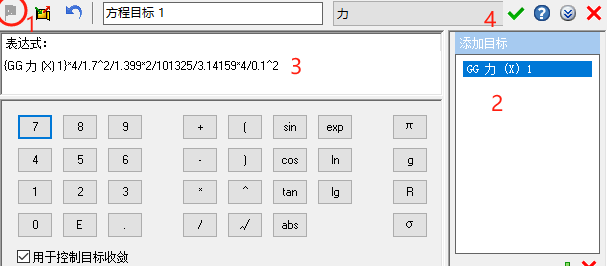 1
方程目标 1
力
4
表达式:
{GG 力 (X) 1}*4/1.7^2/1.399*2/101325/3.14159*4/0.1^2
3
添加目标
GG 力 (X) 1
2
7 8 9 + ( sin exp π
4 5 6 - ) cos ln g
1 2 3 * ^ tan lg R
0 E . / √ abs σ
用于控制目标收敛